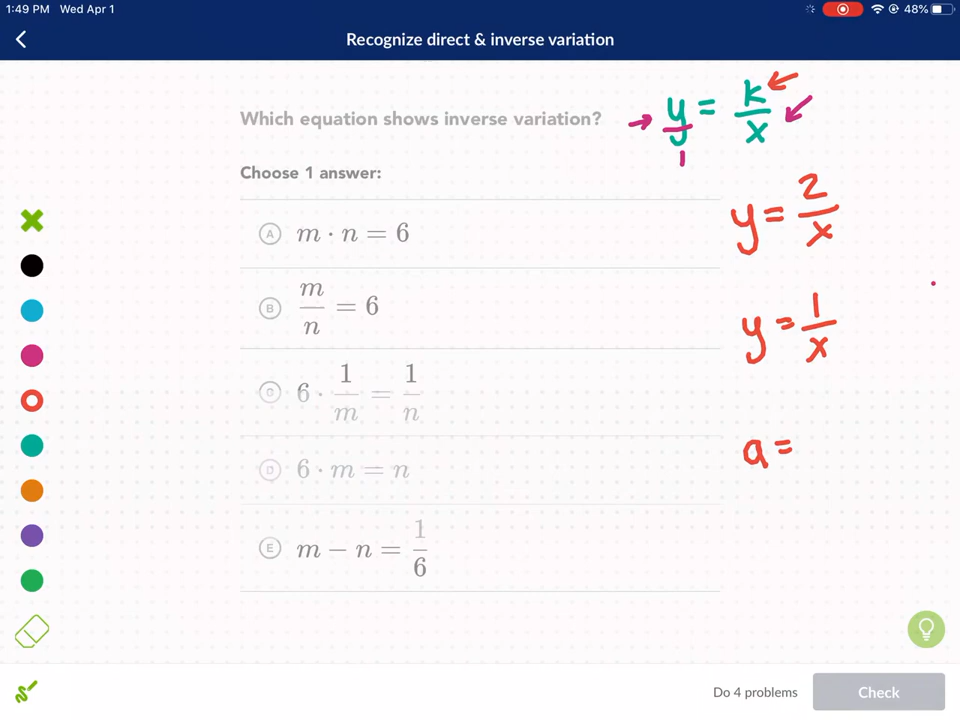 1:49 PM Wed Apr 1 48%
Recognize direct & inverse variation
Which equation shows inverse variation?
y = k/x
1
Choose 1 answer:
A m · n = 6
y = 2/x
B m/n = 6
y = 1/x
C 6 · 1/m = 1/n
a =
D 6 · m = n
E m − n = 1/6
Do 4 problems Check